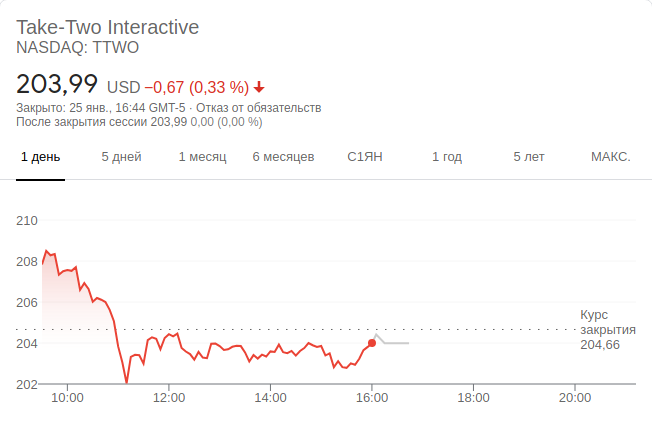 Take-Two Interactive
NASDAQ: TTWO
203,99 USD −0,67 (0,33 %)
Закрыто: 25 янв., 16:44 GMT-5 · Отказ от обязательств
После закрытия сессии 203,99 0,00 (0,00 %)
1 день 5 дней 1 месяц 6 месяцев С1ЯН 1 год 5 лет МАКС.
210
208
206
Курс
закрытия
204,66
204
202
10:00 12:00 14:00 16:00 18:00 20:00